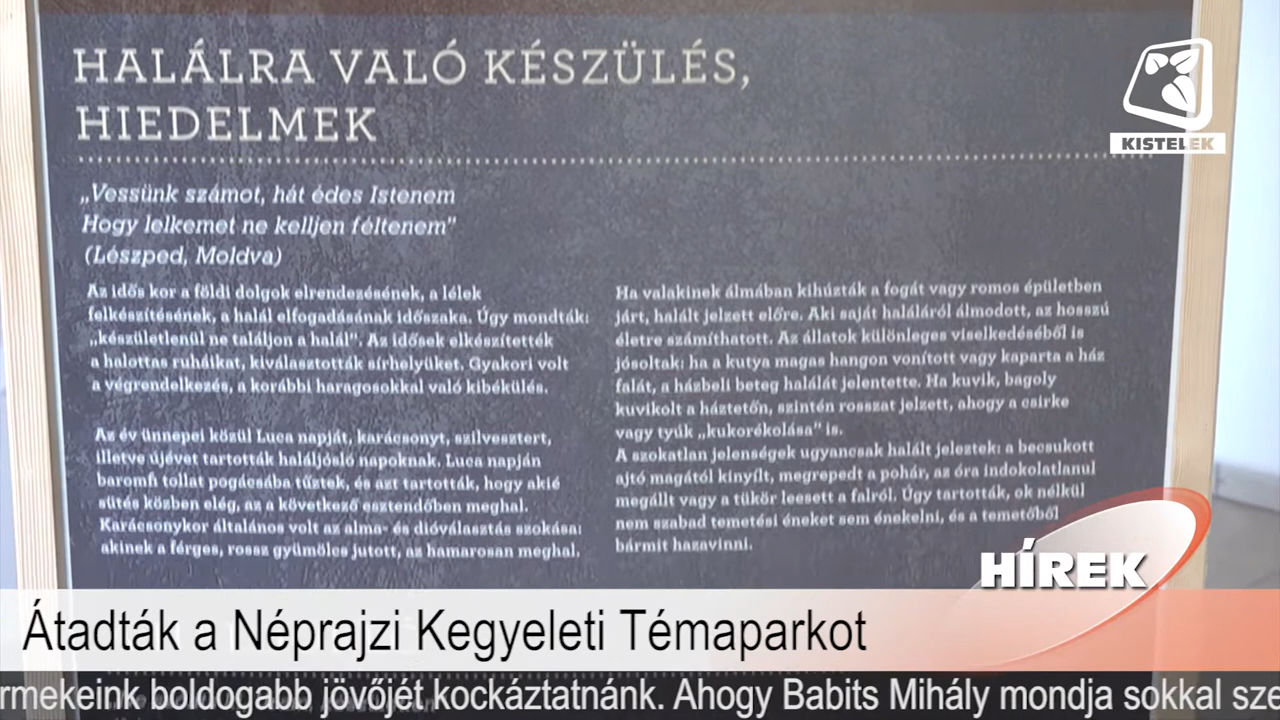 HALÁLRA VALÓ KÉSZÜLÉS,
HIEDELMEK
KISTELEK
„Vessünk számot, hát édes Istenem
Hogy lelkemet ne kelljen féltenem”
(Lészped, Moldva)
Az idős kor a földi dolgok elrendezésének, a lélek
felkészítésének, a halál elfogadásának időszaka. Úgy mondták:
„készületlenül ne találjon a halál”. Az idősek elkészítették
a halottas ruháikat, kiválasztották sírhelyüket. Gyakori volt
a végrendelkezés, a korábbi haragosokkal való kibékülés.
Az év ünnepei közül Luca napját, karácsonyt, szilvesztert,
illetve újévet tartották haláljósló napoknak. Luca napján
baromfi tollat pogácsába tűztek, és azt tartották, hogy akié
sütés közben elég, az a következő esztendőben meghal.
Karácsonykor általános volt az alma- és dióválasztás szokása:
akinek a férges, rossz gyümölcs jutott, az hamarosan meghal.
Ha valakinek álmában kihúzták a fogát vagy romos épületben
járt, halált jelzett előre. Aki saját haláláról álmodott, az hosszú
életre számíthatott. Az állatok különleges viselkedéséből is
jósoltak: ha a kutya magas hangon vonított vagy kaparta a ház
falát, a házbeli beteg halálát jelentette. Ha kuvik, bagoly
kuvikolt a háztetőn, szintén rosszat jelzett, ahogy a csirke
vagy tyúk „kukorékolása” is.
A szokatlan jelenségek ugyancsak halált jeleztek: a becsukott
ajtó magától kinyílt, megrepedt a pohár, az óra indokolatlanul
megállt vagy a tükör leesett a falról. Úgy tartották, ok nélkül
nem szabad temetési éneket sem énekelni, és a temetőből
bármit hazavinni.
HÍREK
Átadták a Néprajzi Kegyeleti Témaparkot
rmekeink boldogabb jövőjét kockáztatnánk. Ahogy Babits Mihály mondja sokkal sze